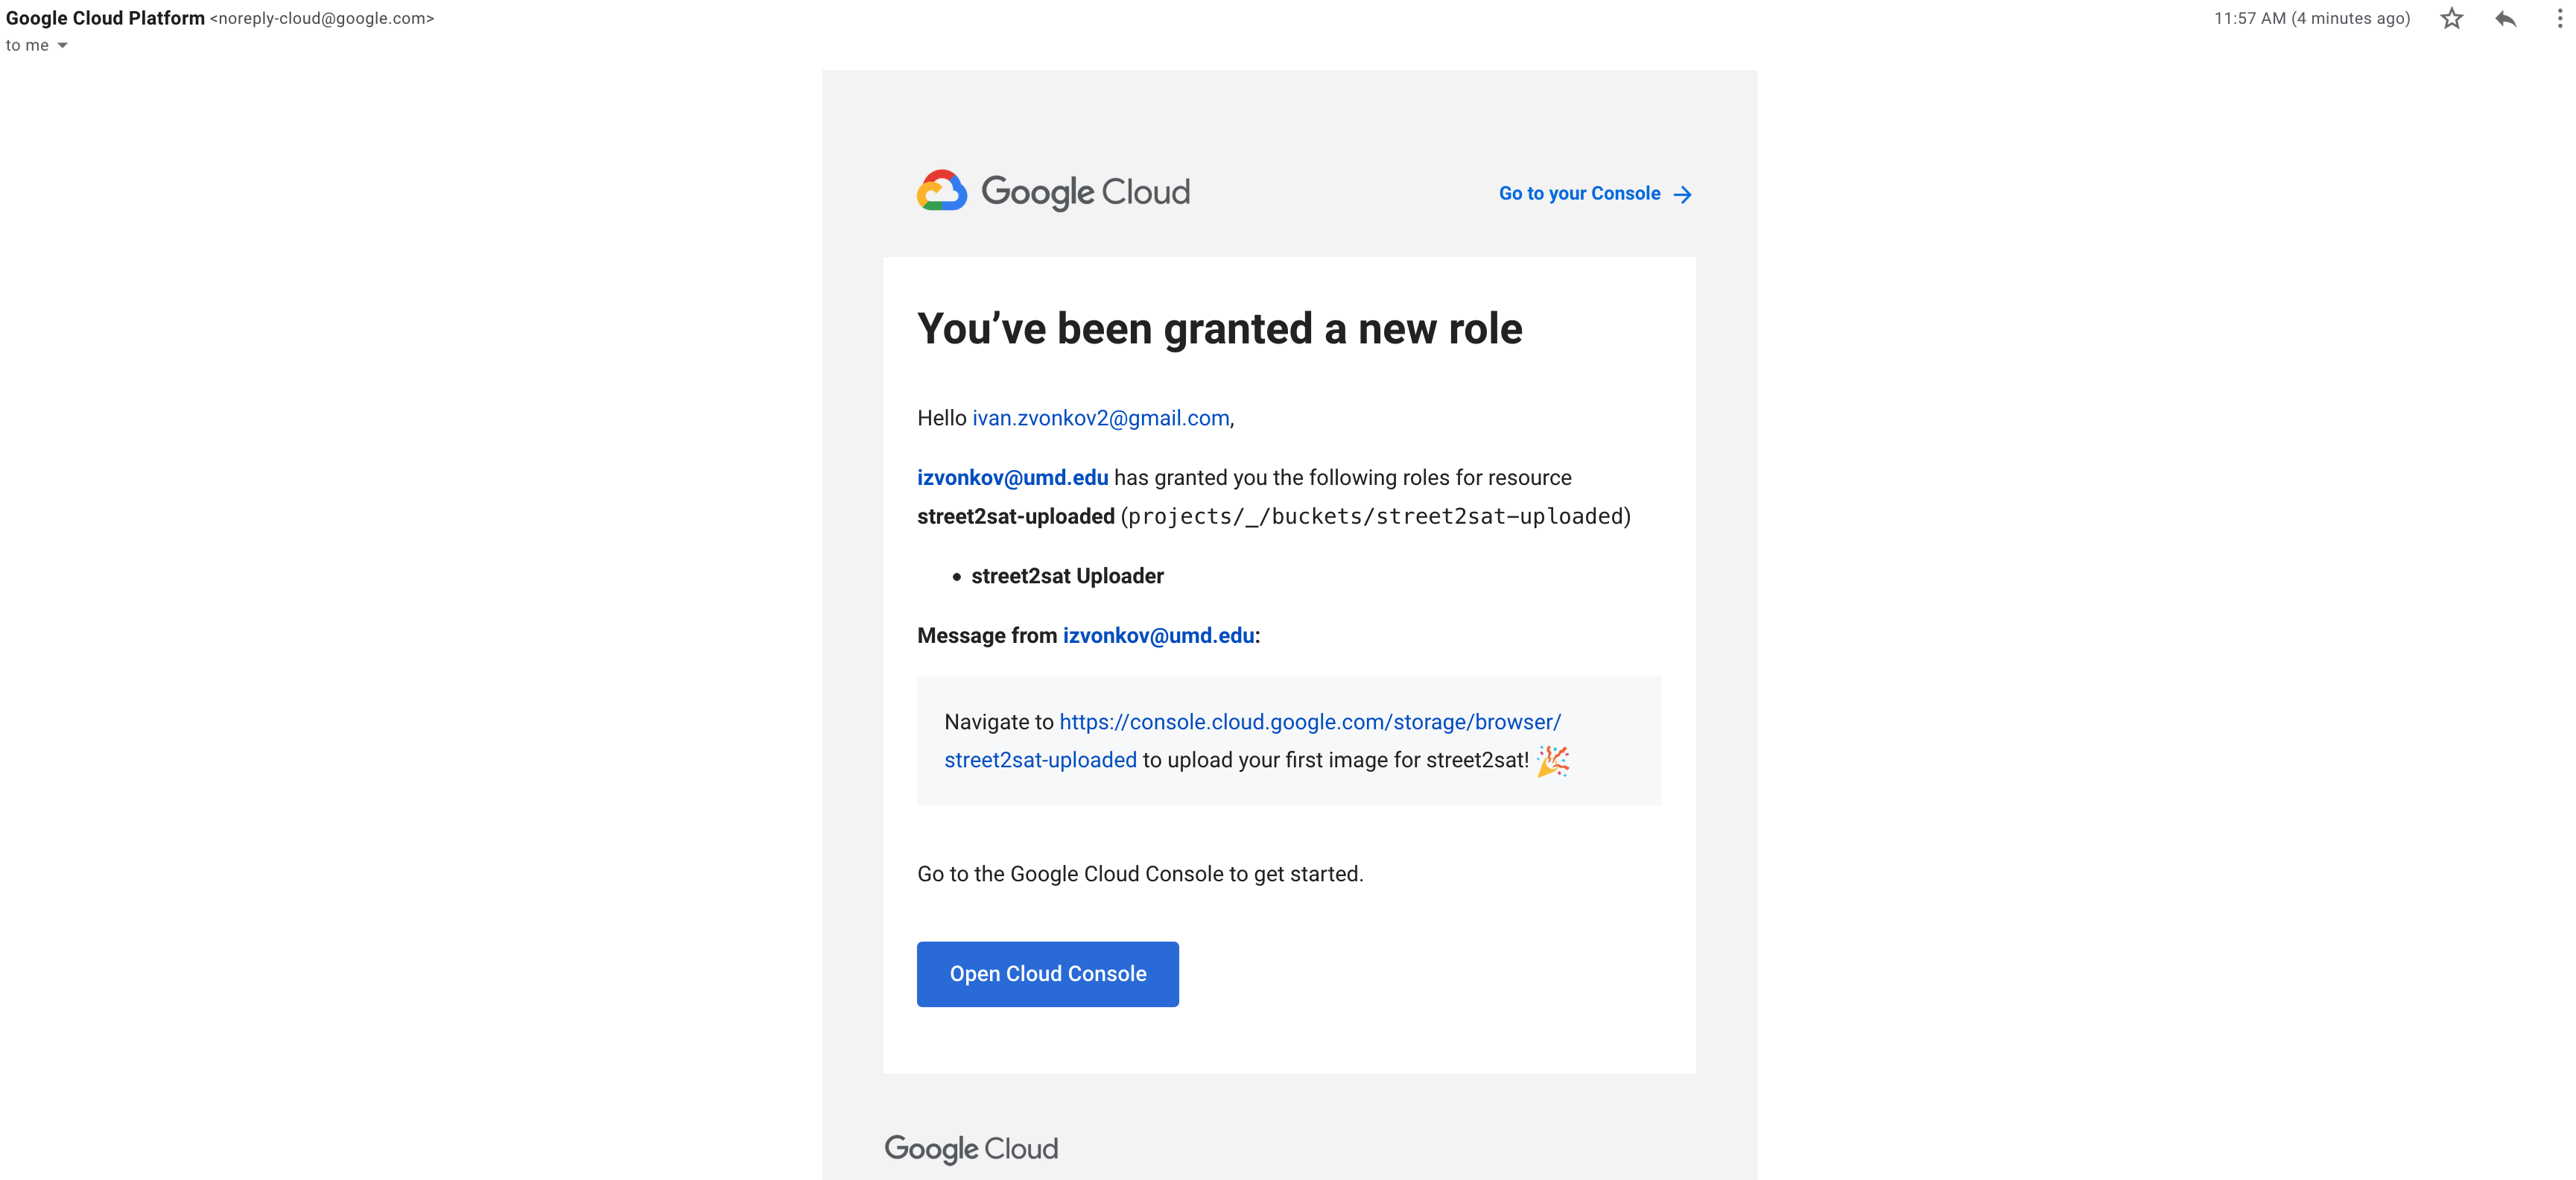 Google Cloud Platform <noreply-cloud@google.com>
11:57 AM (4 minutes ago)
to me
Google Cloud
Go to your Console →
You’ve been granted a new role
Hello ivan.zvonkov2@gmail.com,
izvonkov@umd.edu has granted you the following roles for resource
street2sat-uploaded (projects/_/buckets/street2sat-uploaded)
• street2sat Uploader
Message from izvonkov@umd.edu:
Navigate to https://console.cloud.google.com/storage/browser/
street2sat-uploaded to upload your first image for street2sat! 🎉
Go to the Google Cloud Console to get started.
Open Cloud Console
Google Cloud